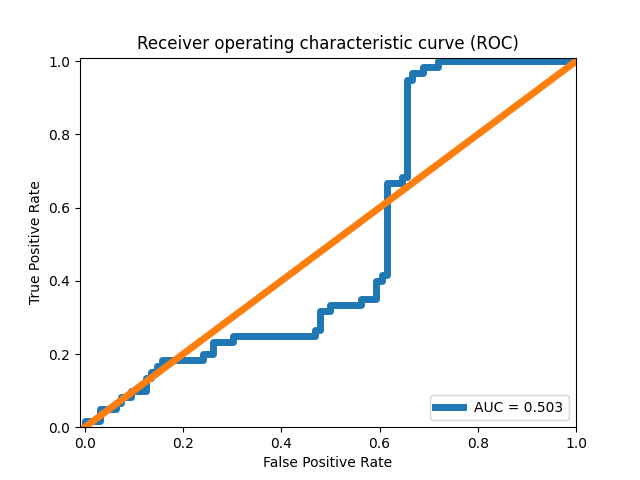 Receiver operating characteristic curve (ROC)
1.0
0.8
0.6
0.4
0.2
0.0
True Positive Rate
AUC = 0.503
0.0 0.2 0.4 0.6 0.8 1.0
False Positive Rate